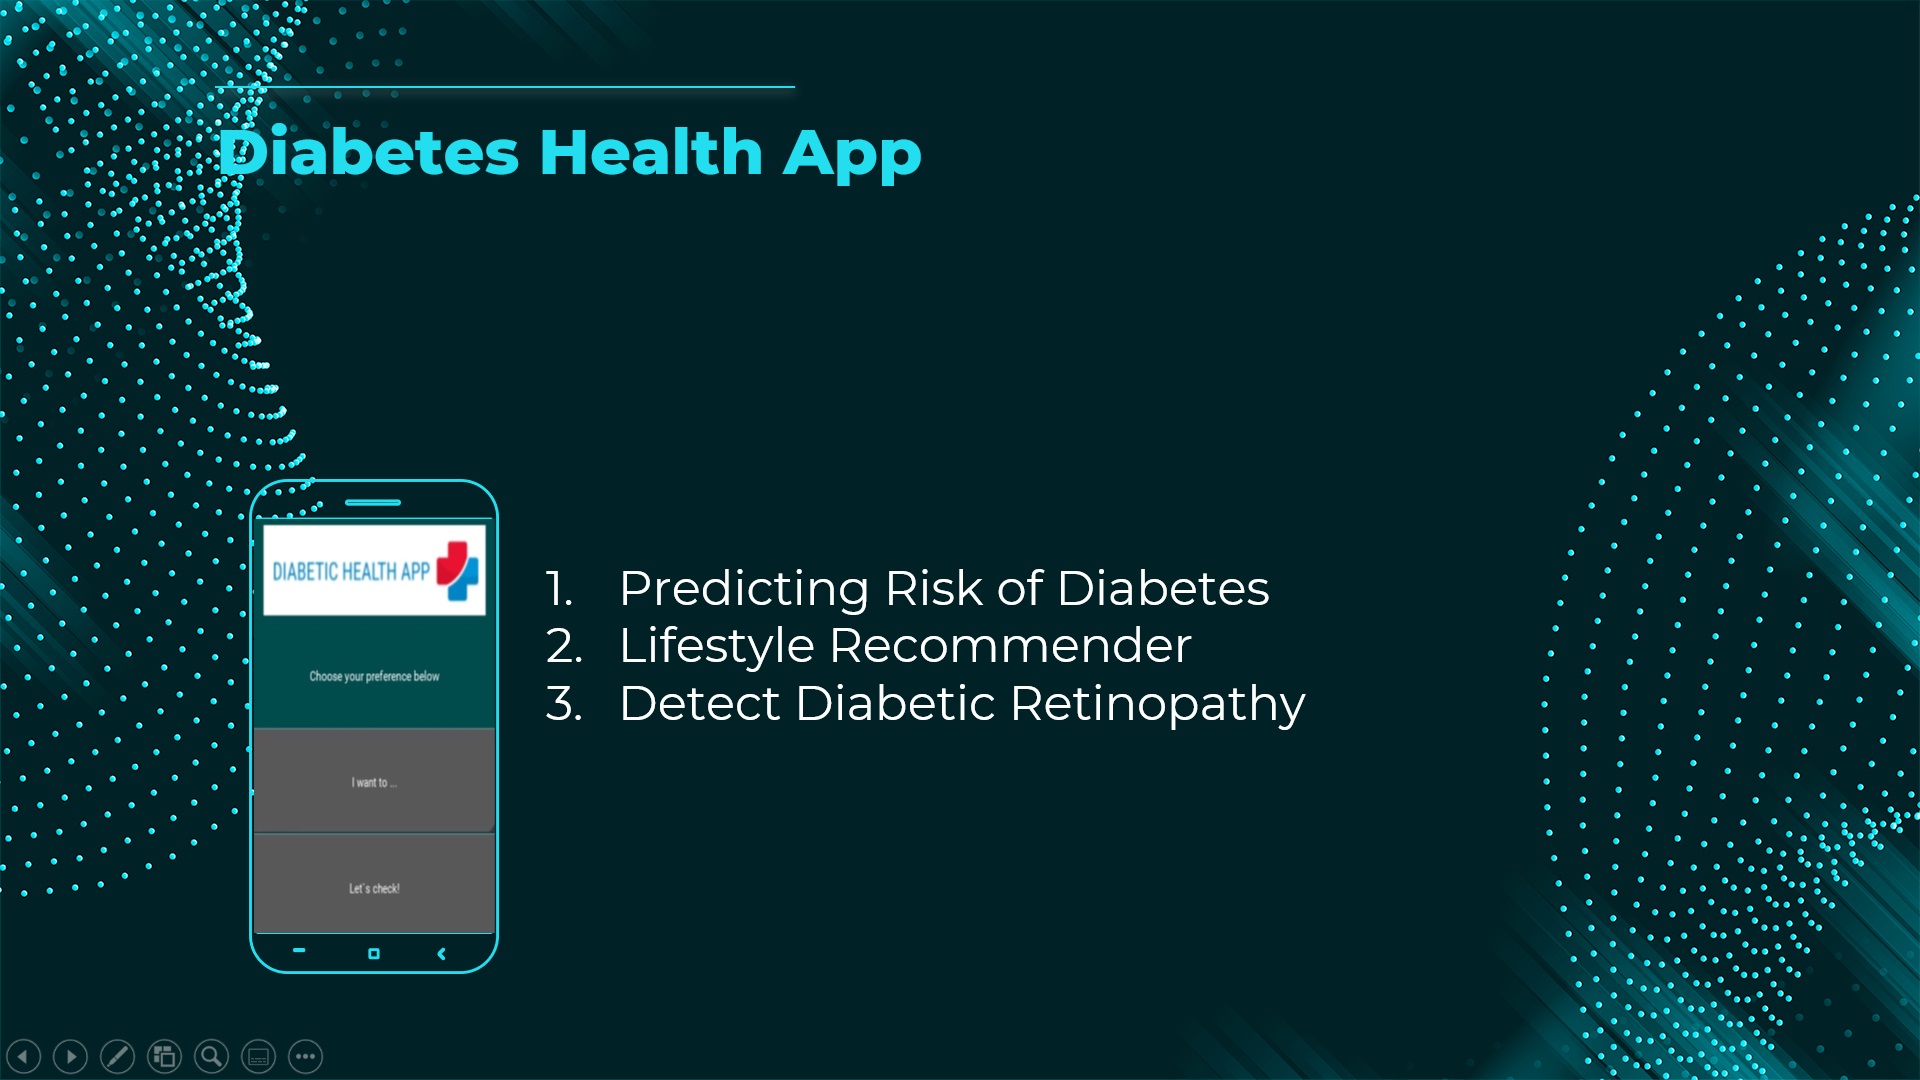 Diabetes Health App
DIABETIC HEALTH APP
Choose your preference below
I want to ...
Let's check!
1. Predicting Risk of Diabetes
2. Lifestyle Recommender
3. Detect Diabetic Retinopathy